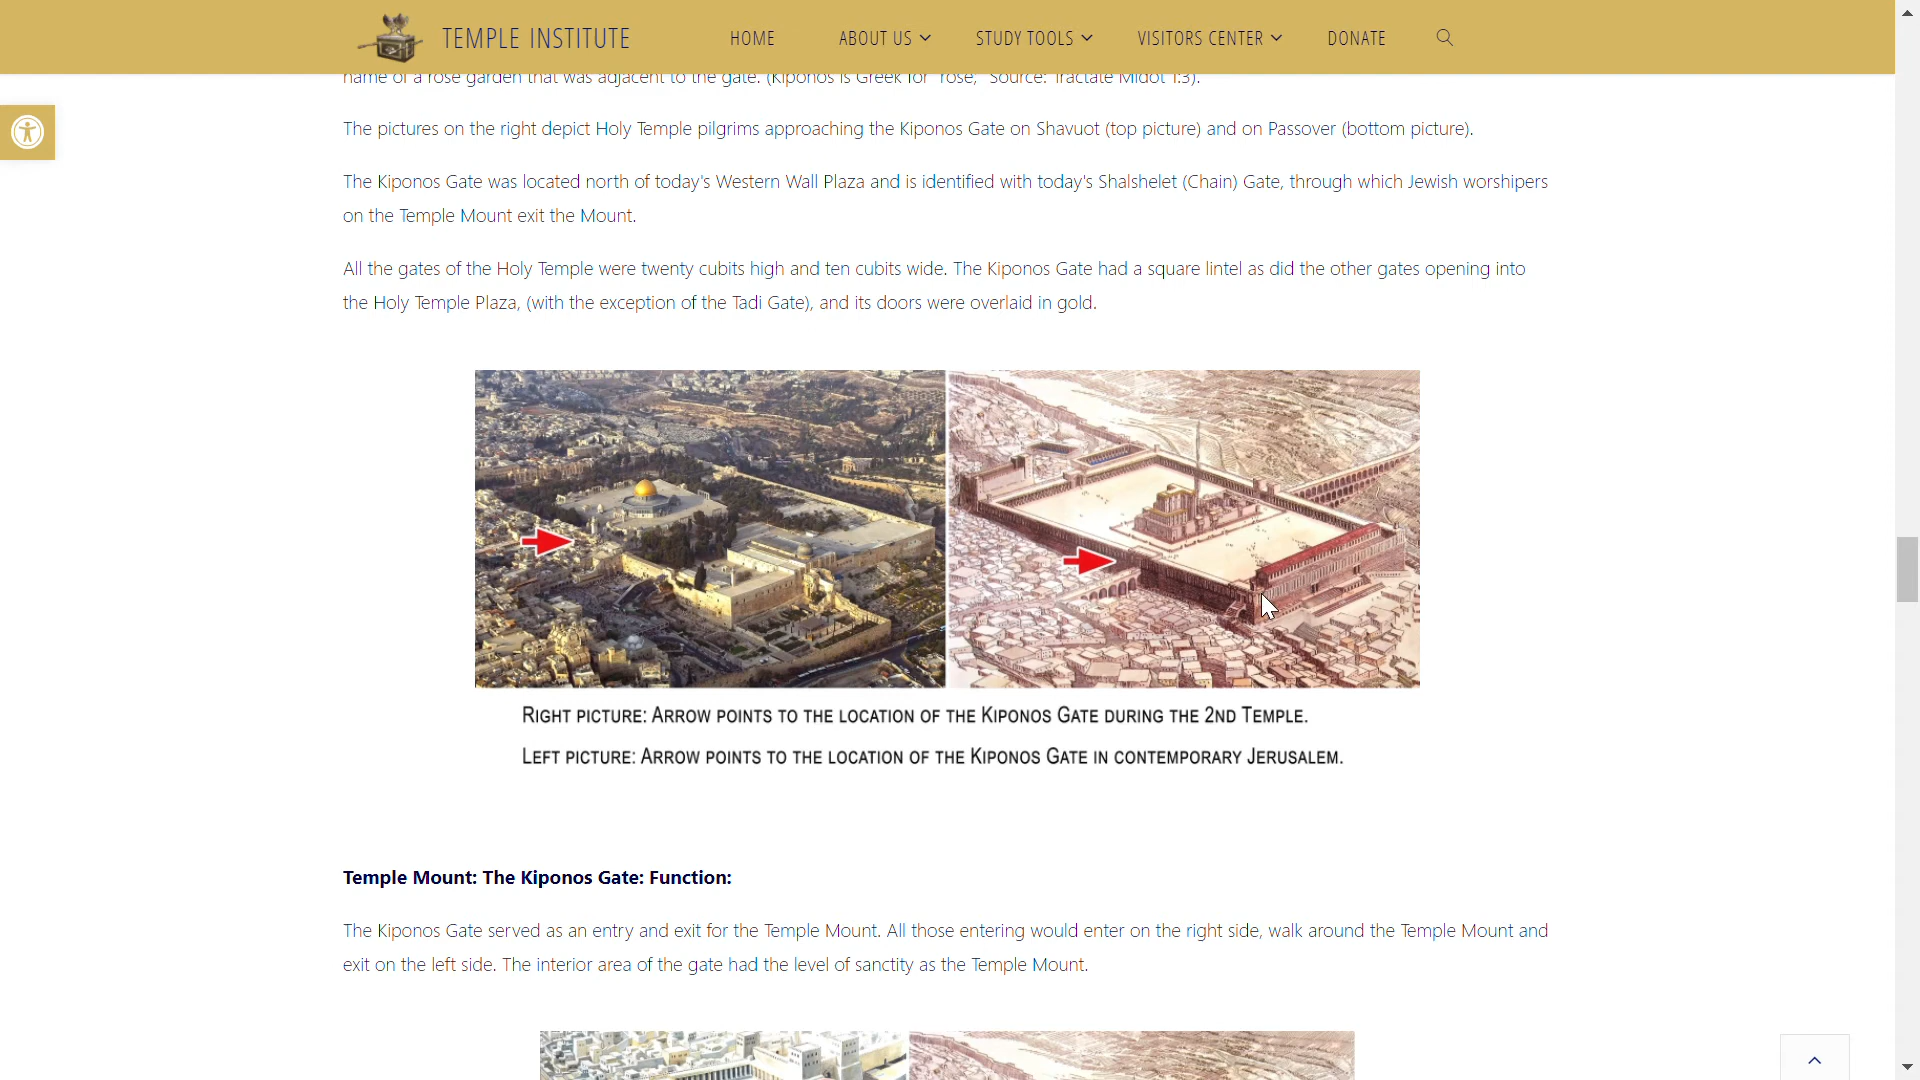 TEMPLE INSTITUTE
HOME
ABOUT US
STUDY TOOLS
VISITORS CENTER
DONATE
name of a rose garden that was adjacent to the gate. (Kiponos is Greek for "rose," Source: Tractate Midot 1:3).
The pictures on the right depict Holy Temple pilgrims approaching the Kiponos Gate on Shavuot (top picture) and on Passover (bottom picture).
The Kiponos Gate was located north of today's Western Wall Plaza and is identified with today's Shalshelet (Chain) Gate, through which Jewish worshipers
on the Temple Mount exit the Mount.
All the gates of the Holy Temple were twenty cubits high and ten cubits wide. The Kiponos Gate had a square lintel as did the other gates opening into
the Holy Temple Plaza, (with the exception of the Tadi Gate), and its doors were overlaid in gold.
RIGHT PICTURE: ARROW POINTS TO THE LOCATION OF THE KIPONOS GATE DURING THE 2ND TEMPLE.
LEFT PICTURE: ARROW POINTS TO THE LOCATION OF THE KIPONOS GATE IN CONTEMPORARY JERUSALEM.
Temple Mount: The Kiponos Gate: Function:
The Kiponos Gate served as an entry and exit for the Temple Mount. All those entering would enter on the right side, walk around the Temple Mount and
exit on the left side. The interior area of the gate had the level of sanctity as the Temple Mount.